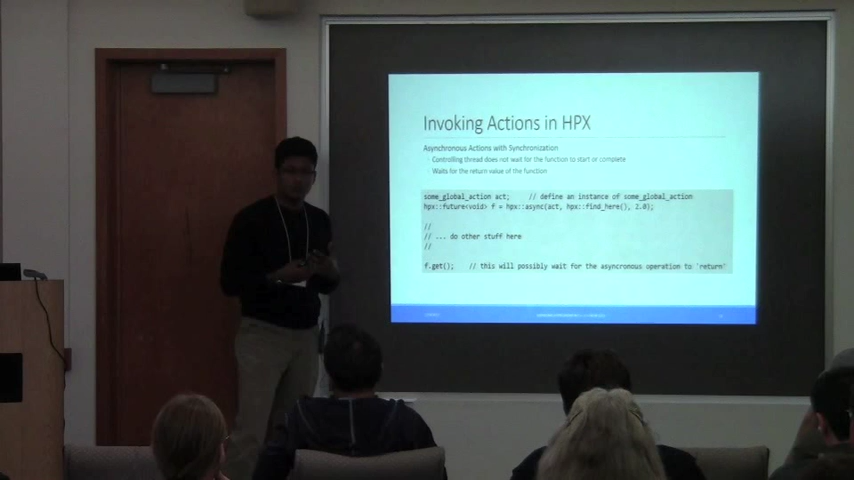 Invoking Actions in HPX
Asynchronous Actions with Synchronization
Controlling thread does not wait for the function to start or complete
Waits for the return value of the function
some_global_action act; // define an instance of some_global_action
hpx::future<void> f = hpx::async(act, hpx::find_here(), 2.0);
//
// ... do other stuff here
//
f.get(); // this will possibly wait for the asyncronous operation to 'return'